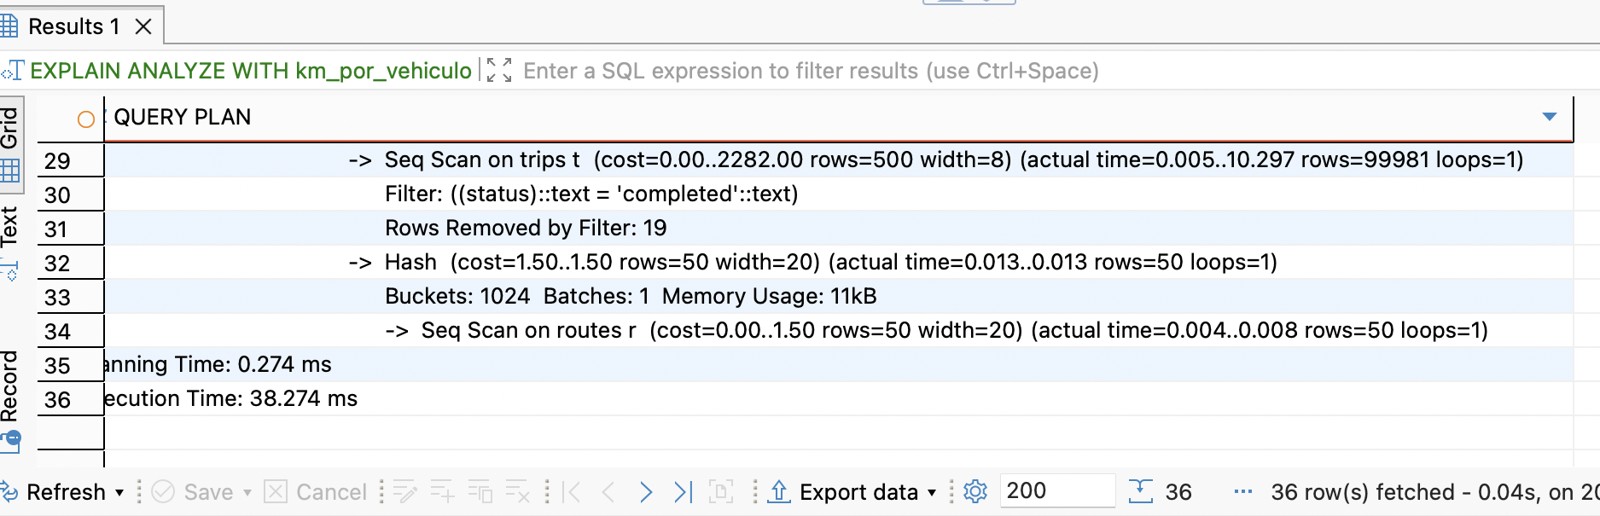 Results 1
EXPLAIN ANALYZE WITH km_por_vehiculo Enter a SQL expression to filter results (use Ctrl+Space)
Grid
Text
Record
QUERY PLAN
29 -> Seq Scan on trips t (cost=0.00..2282.00 rows=500 width=8) (actual time=0.005..10.297 rows=99981 loops=1)
30 Filter: ((status)::text = 'completed'::text)
31 Rows Removed by Filter: 19
32 -> Hash (cost=1.50..1.50 rows=50 width=20) (actual time=0.013..0.013 rows=50 loops=1)
33 Buckets: 1024 Batches: 1 Memory Usage: 11kB
34 -> Seq Scan on routes r (cost=0.00..1.50 rows=50 width=20) (actual time=0.004..0.008 rows=50 loops=1)
35 anning Time: 0.274 ms
36 ecution Time: 38.274 ms
Refresh Save Cancel Export data 200 36 ... 36 row(s) fetched - 0.04s, on 20